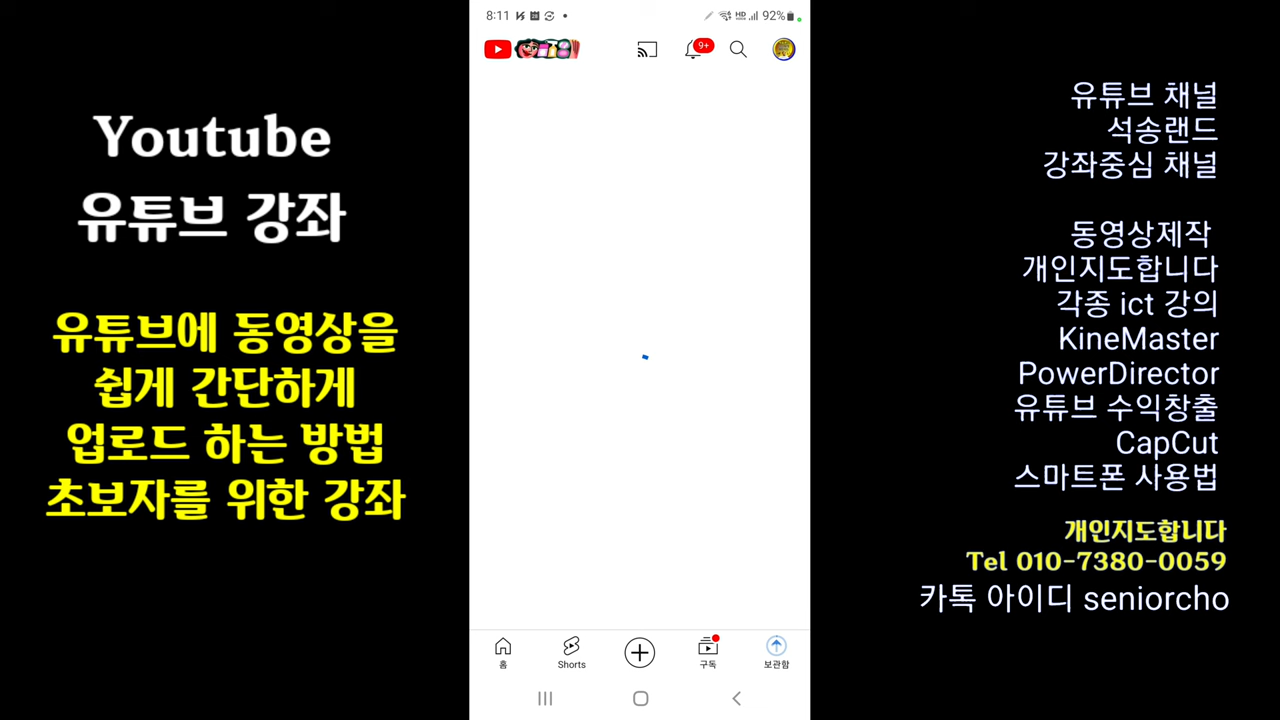 Youtube
유튜브 강좌
유튜브에 동영상을
쉽게 간단하게
업로드 하는 방법
초보자를 위한 강좌
8:11
HD
92%
9+
홈
Shorts
구독
보관함
유튜브 채널
석송랜드
강좌중심 채널
동영상제작
개인지도합니다
각종 ict 강의
KineMaster
PowerDirector
유튜브 수익창출
CapCut
스마트폰 사용법
개인지도합니다
Tel 010-7380-0059
카톡 아이디 seniorcho